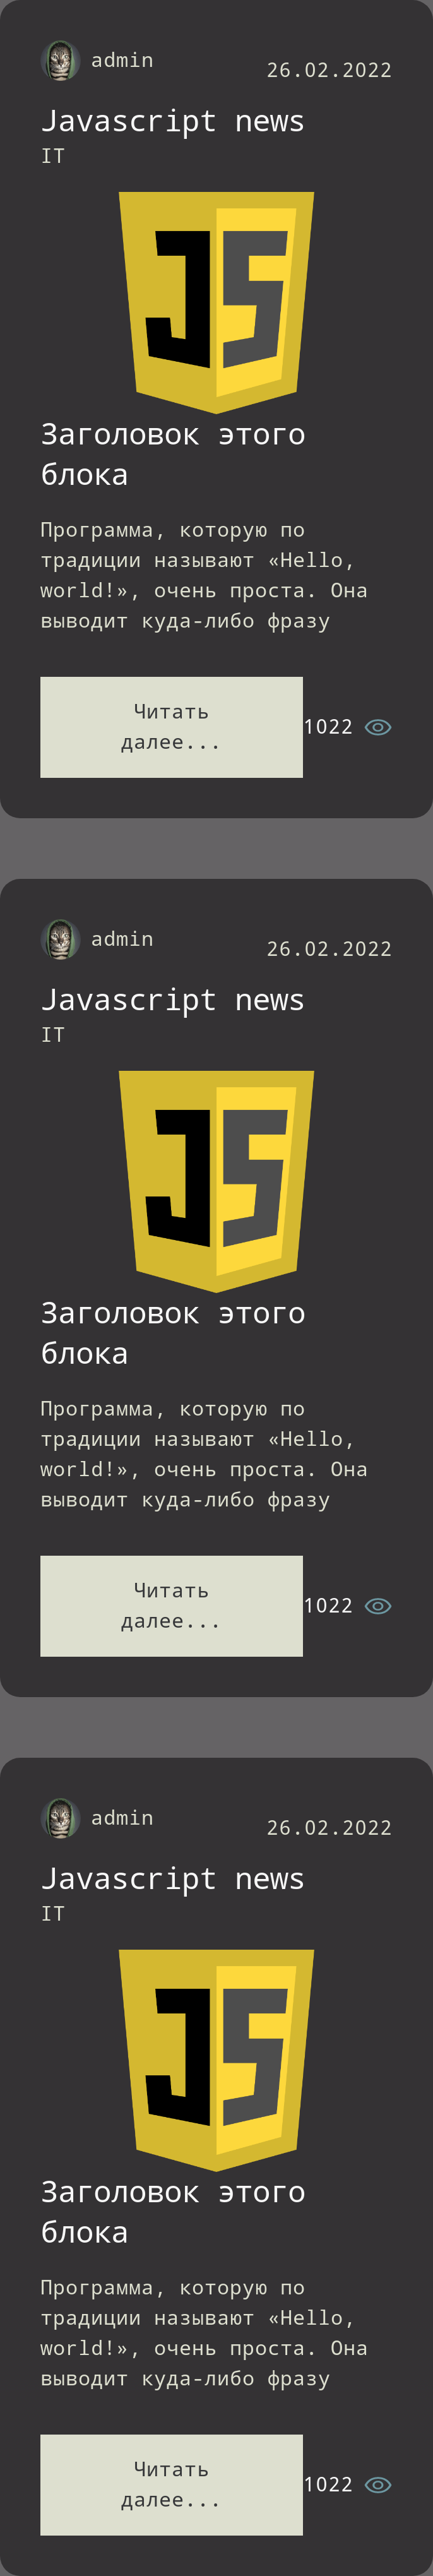 admin
26.02.2022
Javascript news
IT
JS
Заголовок этого
блока
Программа, которую по
традиции называют «Hello,
world!», очень проста. Она
выводит куда-либо фразу
Читать
далее...
1022
admin
26.02.2022
Javascript news
IT
JS
Заголовок этого
блока
Программа, которую по
традиции называют «Hello,
world!», очень проста. Она
выводит куда-либо фразу
Читать
далее...
1022
admin
26.02.2022
Javascript news
IT
JS
Заголовок этого
блока
Программа, которую по
традиции называют «Hello,
world!», очень проста. Она
выводит куда-либо фразу
Читать
далее...
1022